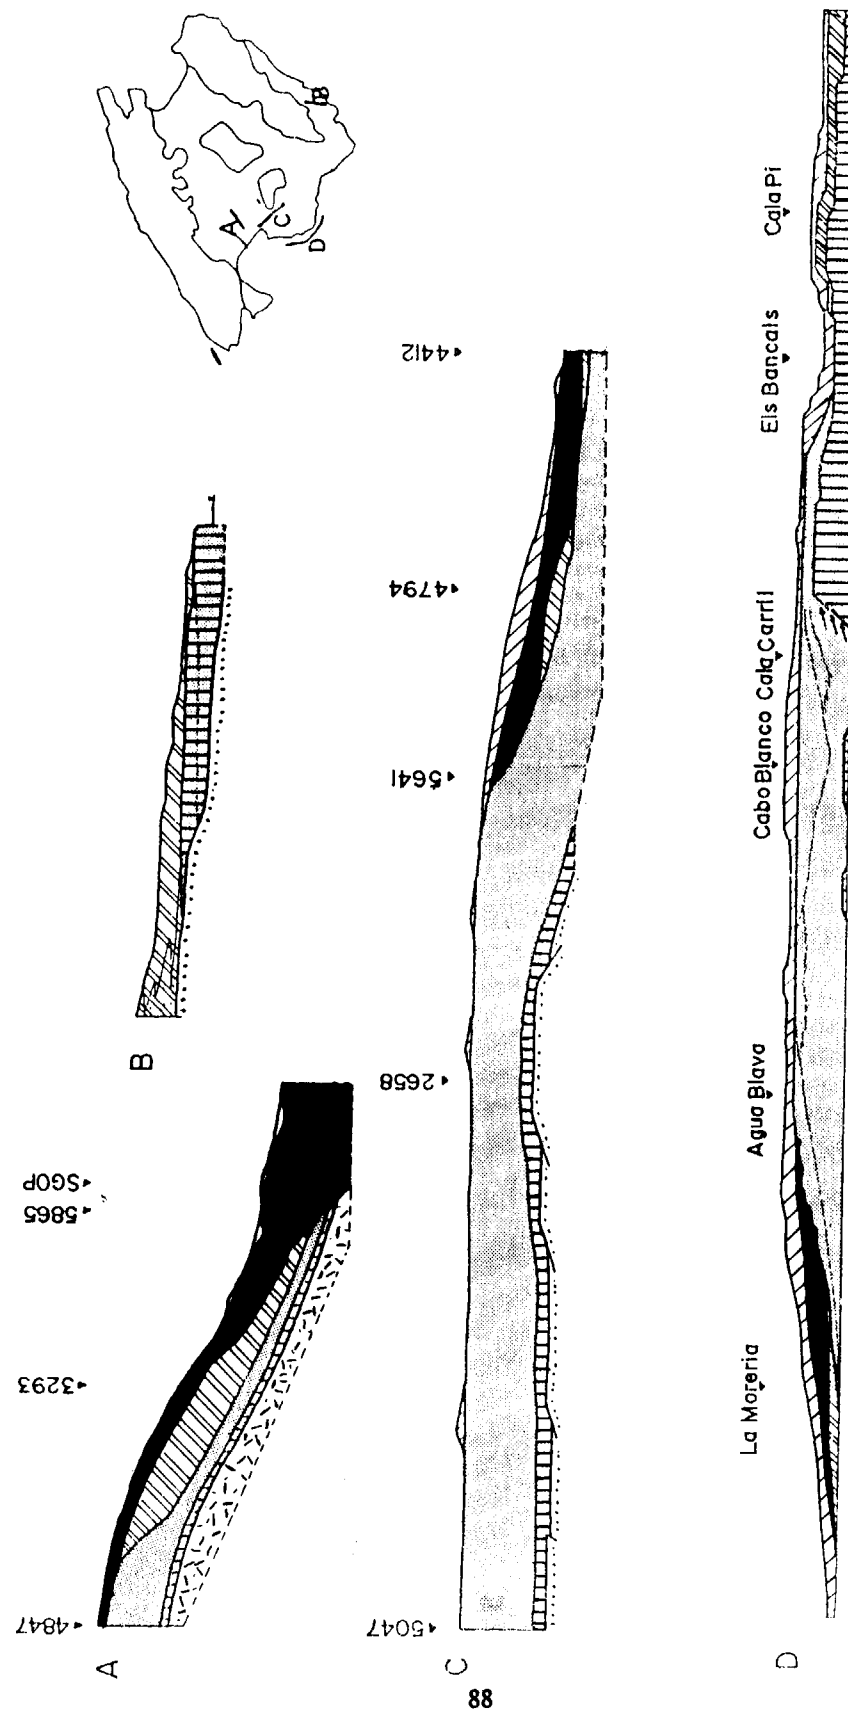 A
B
C
D
A
4847
3293
5865
SGOP
B
C
5047
2658
5641
4794
4412
D
La Moreria
Agua Blava
Cabo Blanco
Cala Carril
Els Bancals
Cala Pi
88